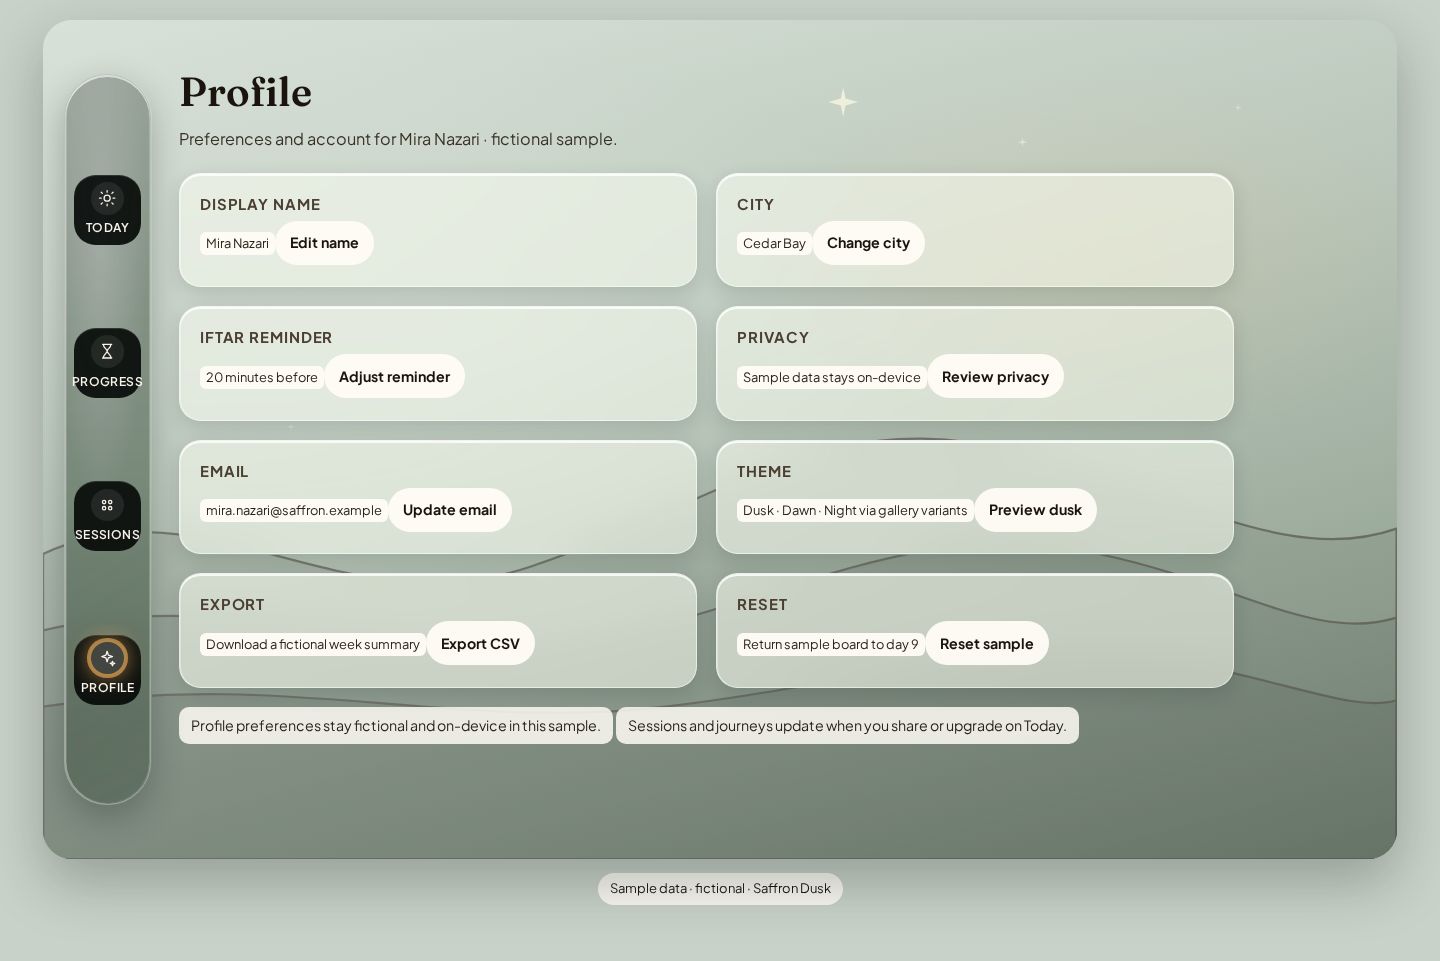 Profile
Preferences and account for Mira Nazari · fictional sample.
TODAY
PROGRESS
SESSIONS
PROFILE
DISPLAY NAME
Mira Nazari Edit name
CITY
Cedar Bay Change city
IFTAR REMINDER
20 minutes before Adjust reminder
PRIVACY
Sample data stays on-device Review privacy
EMAIL
mira.nazari@saffron.example Update email
THEME
Dusk · Dawn · Night via gallery variants Preview dusk
EXPORT
Download a fictional week summary Export CSV
RESET
Return sample board to day 9 Reset sample
Profile preferences stay fictional and on-device in this sample. Sessions and journeys update when you share or upgrade on Today.
Sample data · fictional · Saffron Dusk